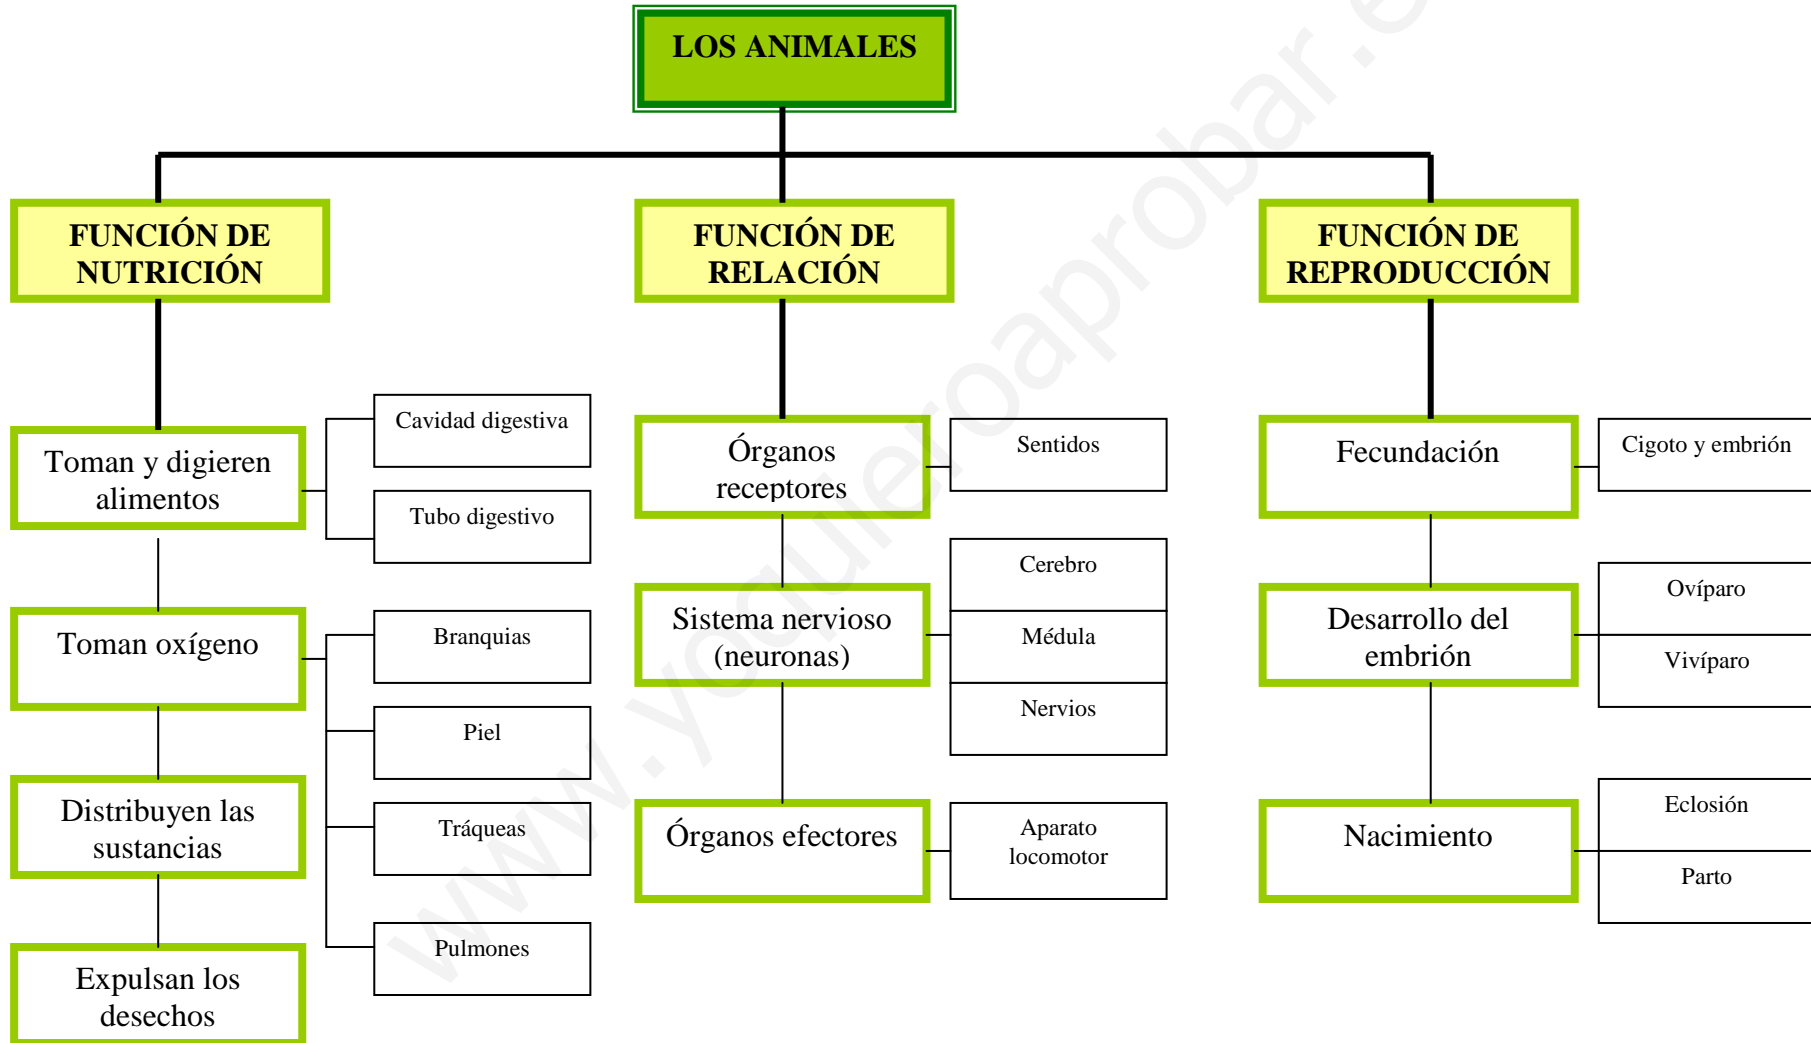 LOS ANIMALES
FUNCIÓN DE
NUTRICIÓN
FUNCIÓN DE
RELACIÓN
FUNCIÓN DE
REPRODUCCIÓN
Toman y digieren
alimentos
Cavidad digestiva
Tubo digestivo
Toman oxígeno
Branquias
Piel
Tráqueas
Pulmones
Distribuyen las
sustancias
Expulsan los
desechos
Órganos
receptores
Sentidos
Sistema nervioso
(neuronas)
Cerebro
Médula
Nervios
Órganos efectores
Aparato
locomotor
Fecundación
Cigoto y embrión
Desarrollo del
embrión
Ovíparo
Vivíparo
Nacimiento
Eclosión
Parto
www.yoquieroaprobar.e